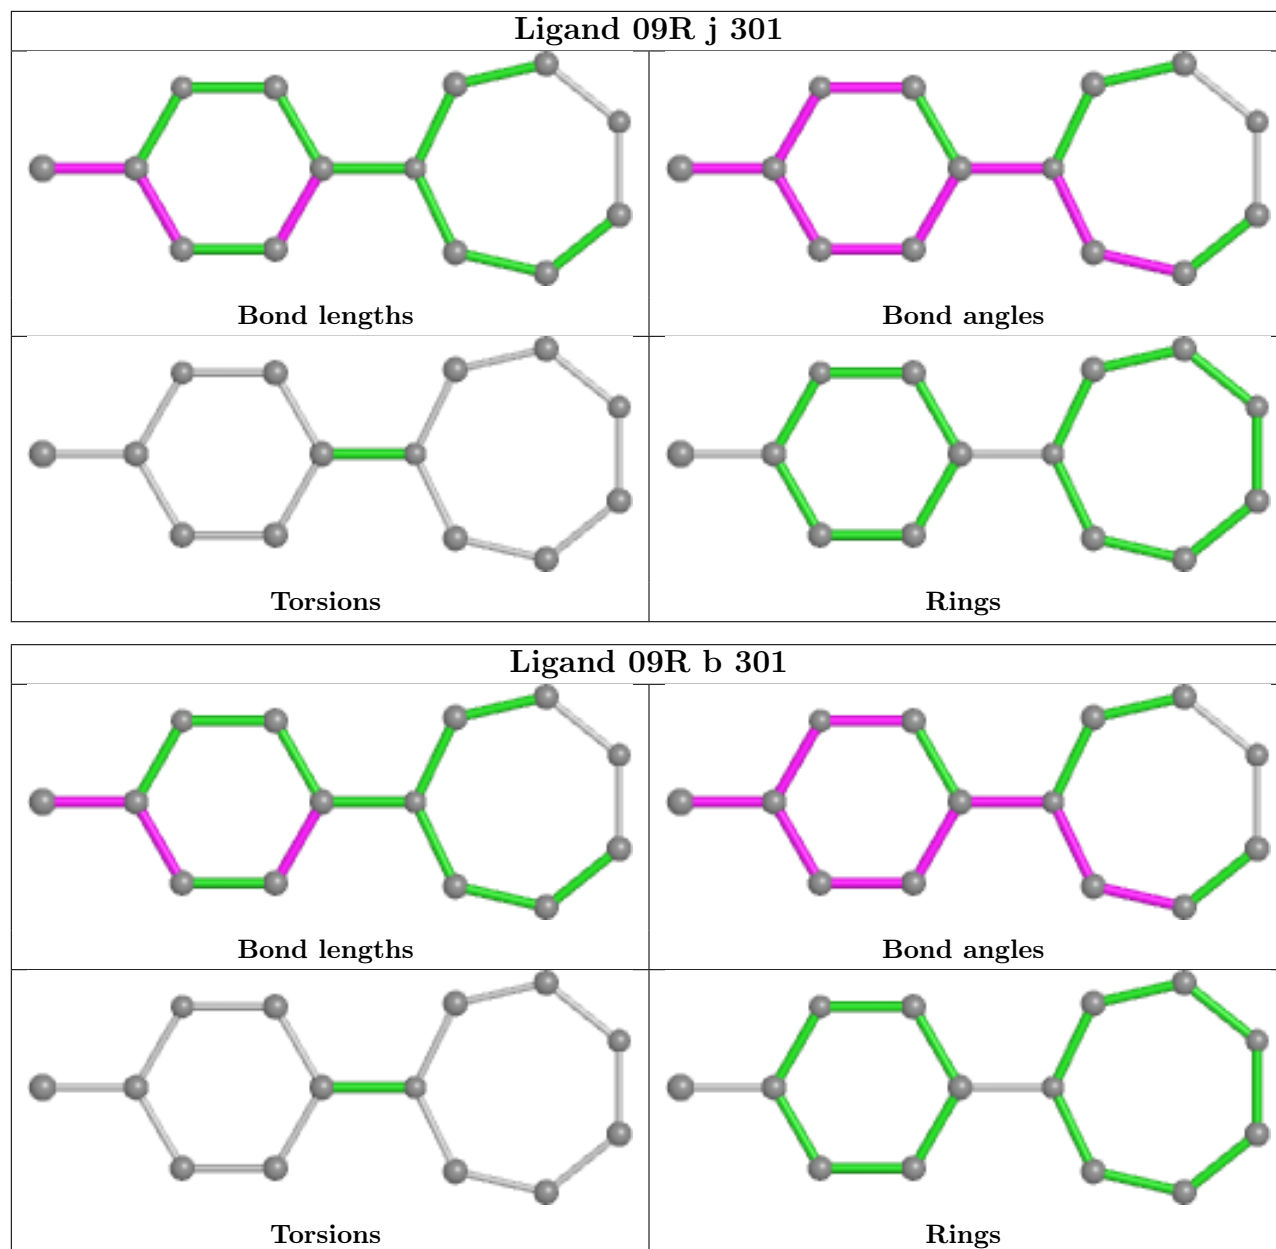 Ligand 09R j 301
Bond lengths
Bond angles
Torsions
Rings
Ligand 09R b 301
Bond lengths
Bond angles
Torsions
Rings